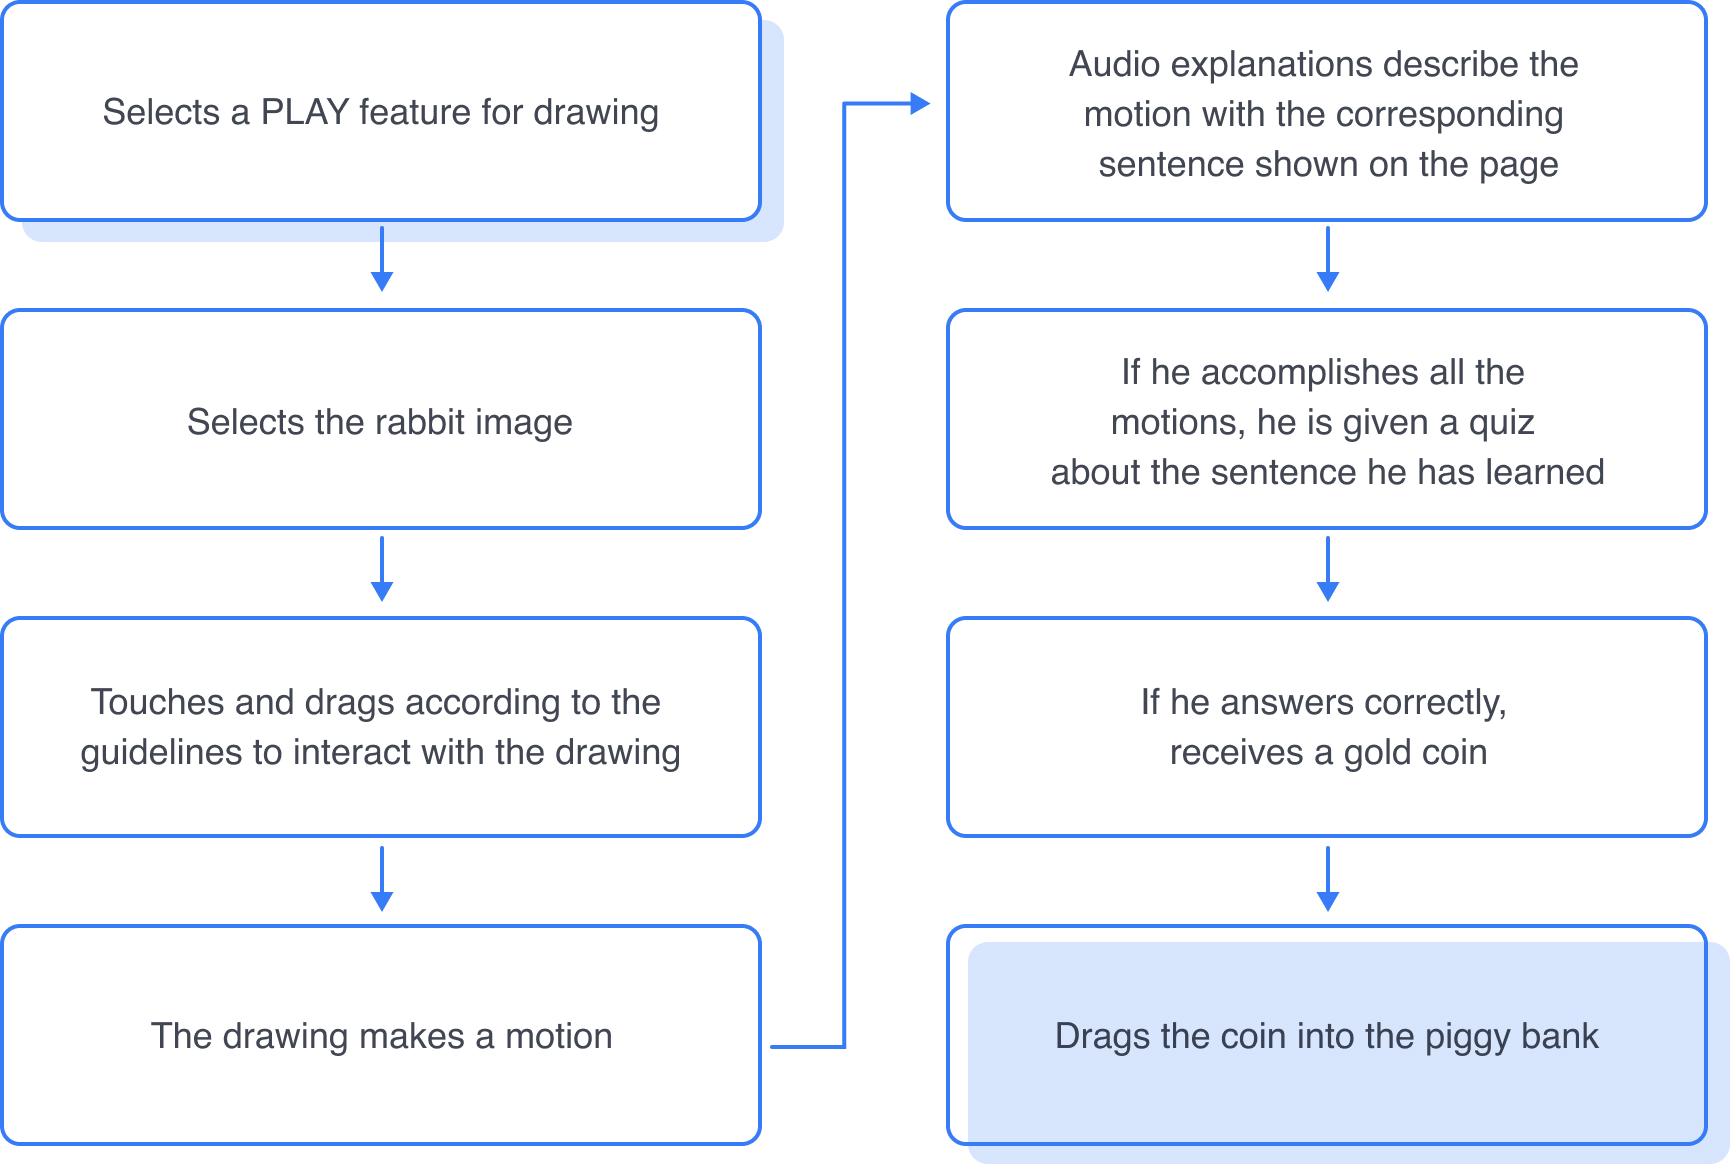 Selects a PLAY feature for drawing
Selects the rabbit image
Touches and drags according to the
guidelines to interact with the drawing
The drawing makes a motion
Audio explanations describe the
motion with the corresponding
sentence shown on the page
If he accomplishes all the
motions, he is given a quiz
about the sentence he has learned
If he answers correctly,
receives a gold coin
Drags the coin into the piggy bank